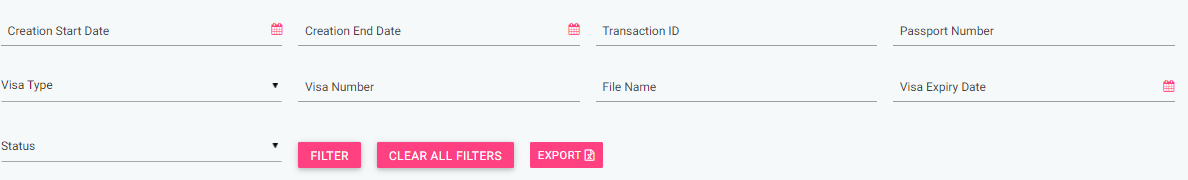 Creation Start Date
Creation End Date
Transaction ID
Passport Number
Visa Type
Visa Number
File Name
Visa Expiry Date
Status
FILTER
CLEAR ALL FILTERS
EXPORT